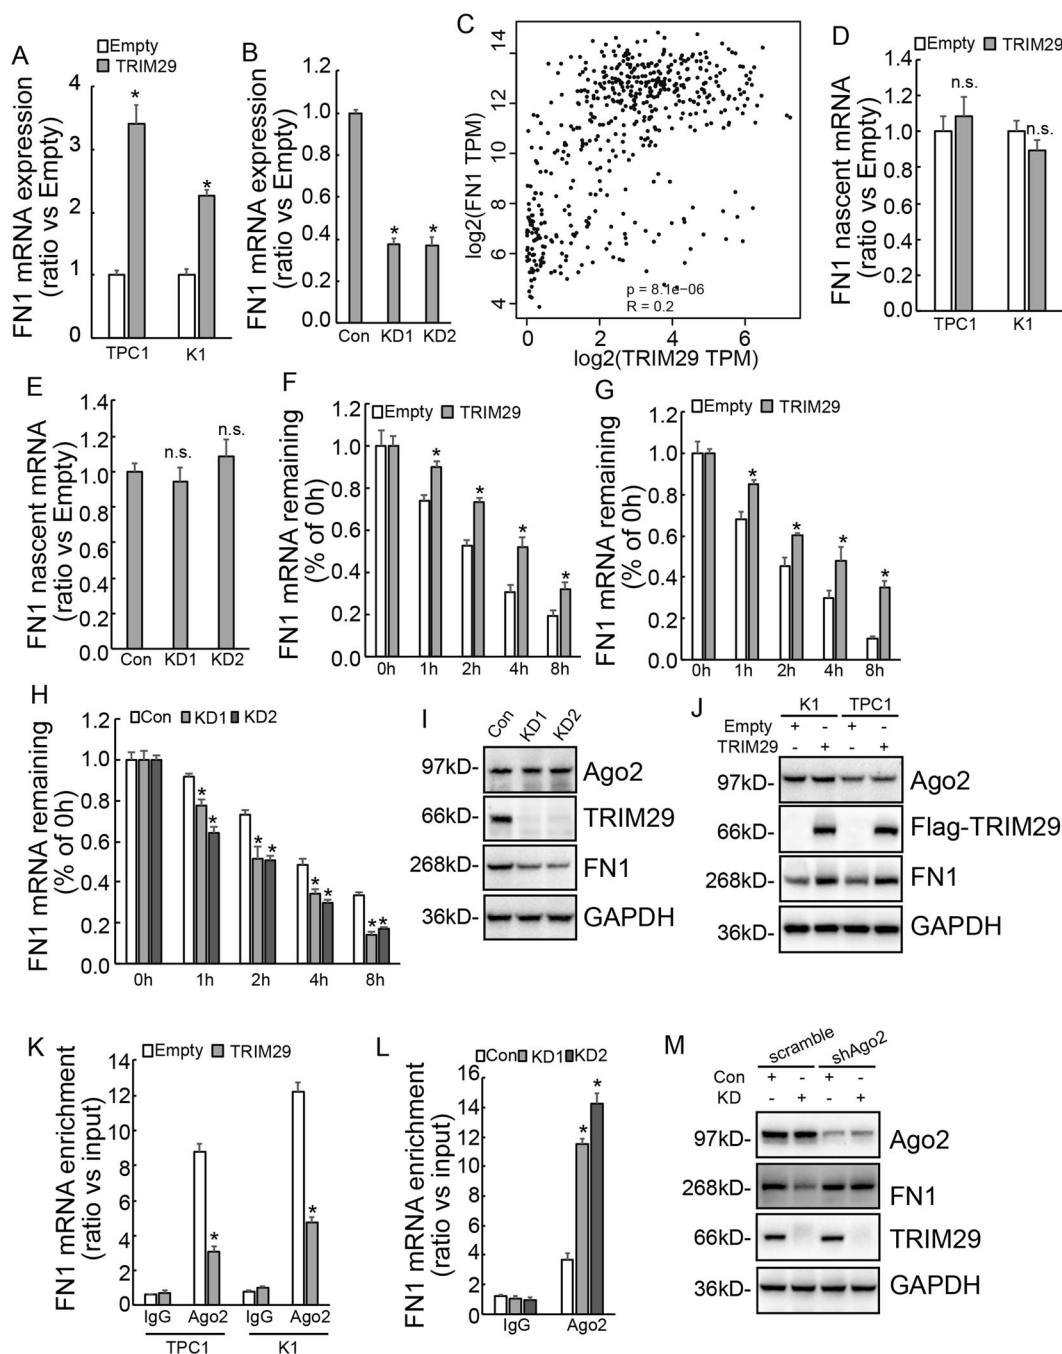 A
Empty
TRIM29
FN1 mRNA expression
(ratio vs Empty)
4
3
2
1
0
*
*
TPC1 K1
B
FN1 mRNA expression
(ratio vs Empty)
1.2
1.0
0.8
0.6
0.4
0.2
0.0
* *
Con KD1 KD2
C
log2(FN1 TPM)
14
12
10
8
6
4
p = 8.1e−06
R = 0.2
0 2 4 6
log2(TRIM29 TPM)
D
Empty TRIM29
FN1 nascent mRNA
(ratio vs Empty)
1.4
1.2
1.0
0.8
0.6
0.4
0.2
0.0
n.s.
n.s.
TPC1 K1
E
FN1 nascent mRNA
(ratio vs Empty)
1.4
1.2
1.0
0.8
0.6
0.4
0.2
0.0
n.s.
n.s.
Con KD1 KD2
F
Empty TRIM29
FN1 mRNA remaining
(% of 0h)
1.2
1.0
0.8
0.6
0.4
0.2
0.0
* * * *
0h 1h 2h 4h 8h
G
Empty TRIM29
FN1 mRNA remaining
(% of 0h)
1.2
1.0
0.8
0.6
0.4
0.2
0.0
* * * *
0h 1h 2h 4h 8h
H
Con KD1 KD2
FN1 mRNA remaining
(% of 0h)
1.2
1.0
0.8
0.6
0.4
0.2
0.0
* * * * * * * *
0h 1h 2h 4h 8h
I
Con KD1 KD2
97kD- Ago2
66kD- TRIM29
268kD- FN1
36kD- GAPDH
J
K1 TPC1
Empty + - + -
TRIM29 - + - +
97kD- Ago2
66kD- Flag-TRIM29
268kD- FN1
36kD- GAPDH
K
Empty TRIM29
FN1 mRNA enrichment
(ratio vs input)
14
12
10
8
6
4
2
0
* *
IgG Ago2 IgG Ago2
TPC1 K1
L
Con KD1 KD2
FN1 mRNA enrichment
(ratio vs input)
16
14
12
10
8
6
4
2
0
* *
IgG Ago2
M
scramble shAgo2
Con + - + -
KD - + - +
97kD- Ago2
268kD- FN1
66kD- TRIM29
36kD- GAPDH